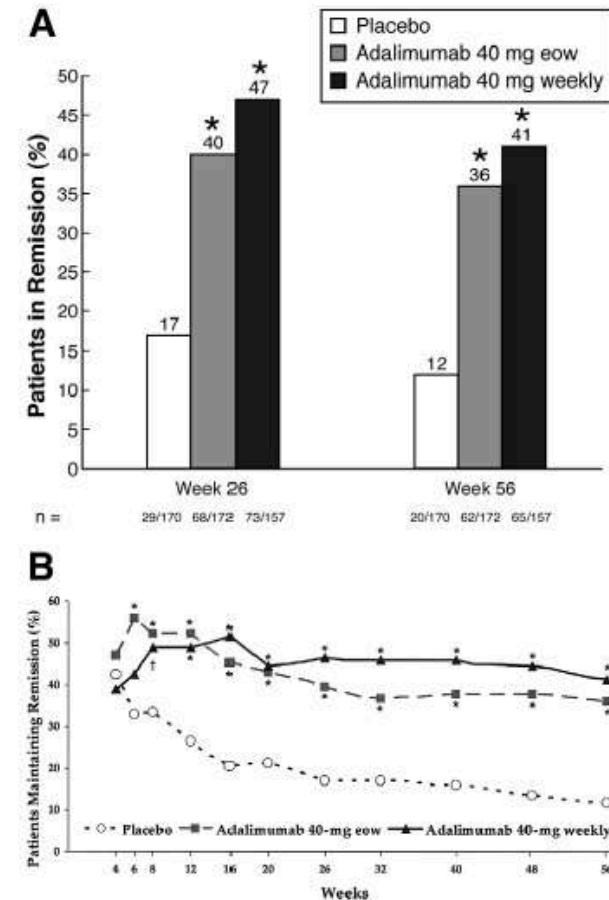 A
Placebo
Adalimumab 40 mg eow
Adalimumab 40 mg weekly
Patients in Remission (%)
50
45
40
35
30
25
20
15
10
5
0
17
*
40
*
47
12
*
36
*
41
Week 26
Week 56
n =
29/170 68/172 73/157
20/170 62/172 65/157
B
Patients Maintaining Remission (%)
60
50
40
30
20
10
0
* * * * * * * * * *
†
* * * * * * * *
Placebo Adalimumab 40-mg eow Adalimumab 40-mg weekly
4 6 8 12 16 20 26 32 40 48
Weeks